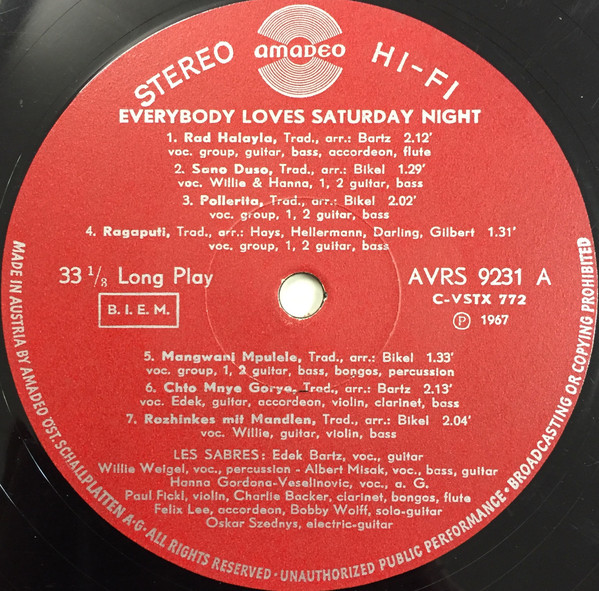 AMADEO
STEREO HI-FI
EVERYBODY LOVES SATURDAY NIGHT
1. Rad Halayla, Trad., arr.: Bartz 2.12'
voc. group, guitar, bass, accordeon, flute
2. Sano Duso, Trad., arr.: Bikel 1.29'
voc. Willie & Hanna, 1, 2 guitar, bass
3. Pollerita, Trad., arr.: Bikel 2.02'
voc. group, 1, 2 guitar, bass
4. Ragaputi, Trad., arr.: Hays, Hellermann, Darling, Gilbert 1.31'
voc. group, 1, 2 guitar, bass
33 1/3 Long Play
B. I. E. M.
AVRS 9231 A
C-VSTX 772
Ⓟ 1967
5. Mangwani Mpulele, Trad., arr.: Bikel 1.33'
voc. group, 1, 2 guitar, bass, bongos, percussion
6. Chto Mnye Gorye, Trad., arr.: Bartz 2.13'
voc. Edek, guitar, accordeon, violin, clarinet, bass
7. Rozhinkes mit Mandlen, Trad., arr.: Bikel 2.04'
voc. Willie, guitar, violin, bass
LES SABRES: Edek Bartz, voc., guitar
Willie Weigel, voc., percussion - Albert Misak, voc., bass, guitar
Hanna Gordona-Veselinovic, voc., a. G.
Paul Fickl, violin, Charlie Backer, clarinet, bongos, flute
Felix Lee, accordeon, Bobby Wolff, solo-guitar
Oskar Szednys, electric-guitar
MADE IN AUSTRIA BY AMADEO ÖST. SCHALLPLATTEN A·G· ALL RIGHTS RESERVED · UNAUTHORIZED PUBLIC PERFORMANCE · BROADCASTING OR COPYING PROHIBITED